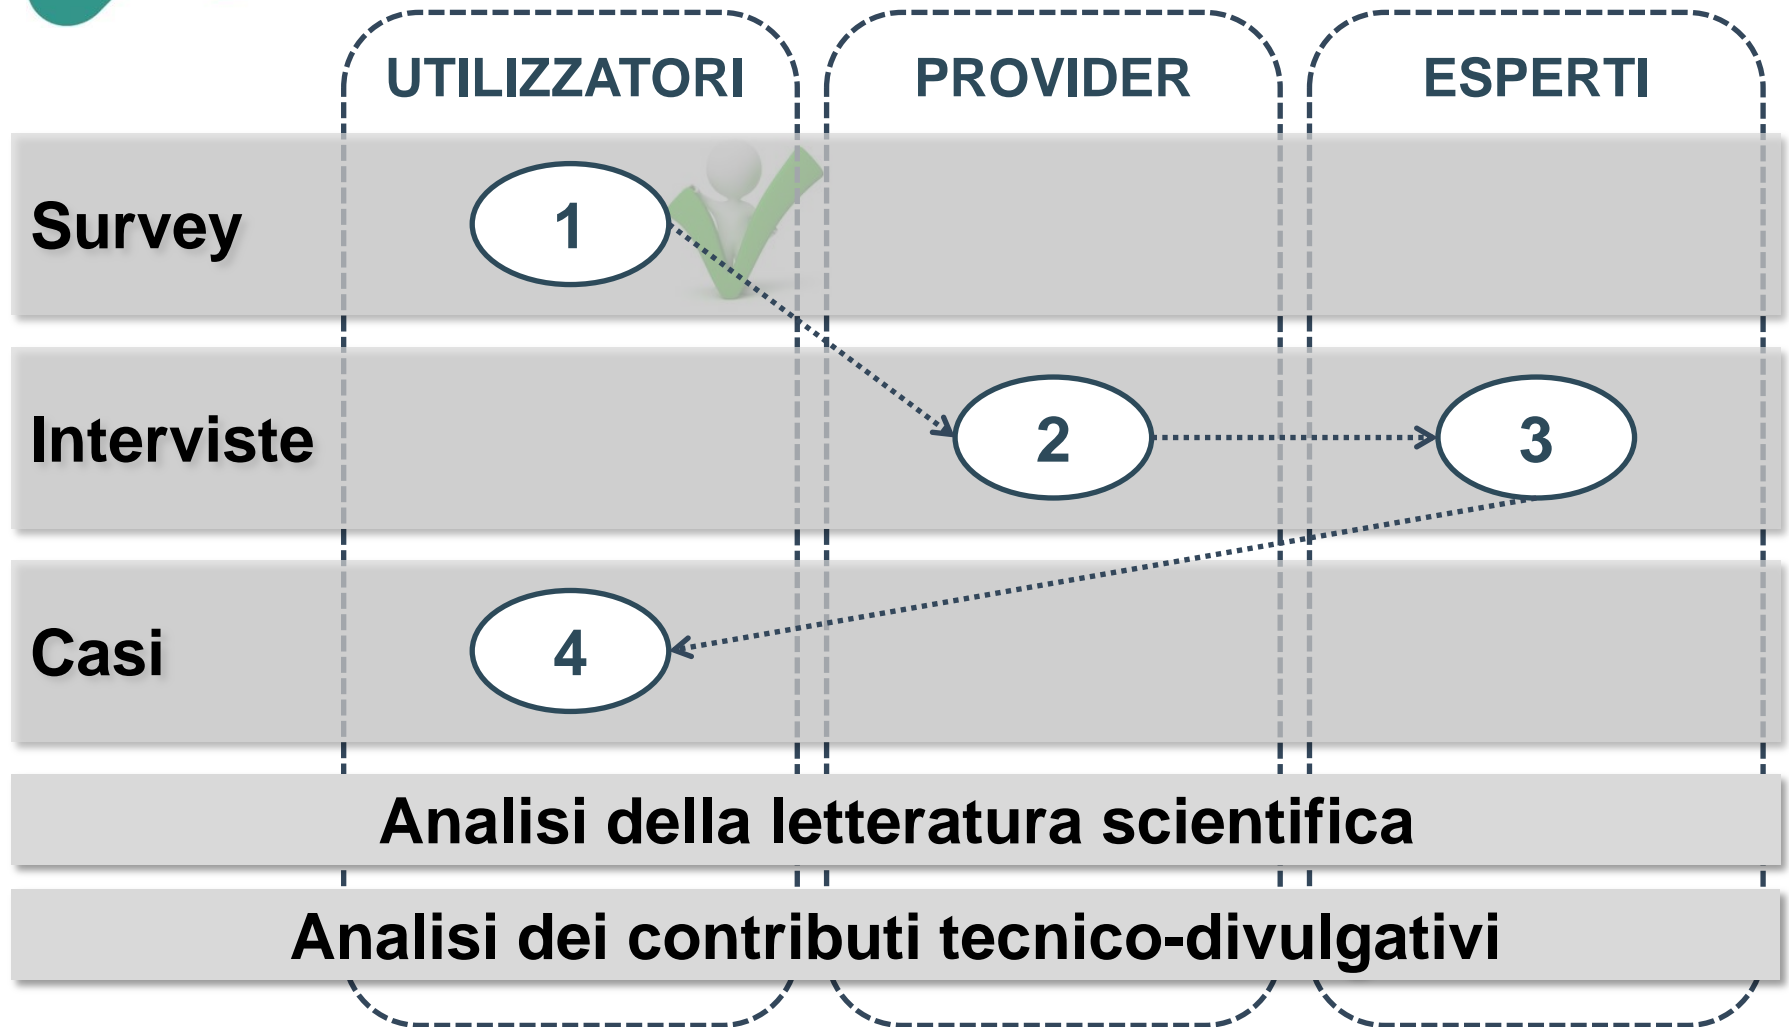 UTILIZZATORI
PROVIDER
ESPERTI
Survey
1
Interviste
2
3
Casi
4
Analisi della letteratura scientifica
Analisi dei contributi tecnico-divulgativi